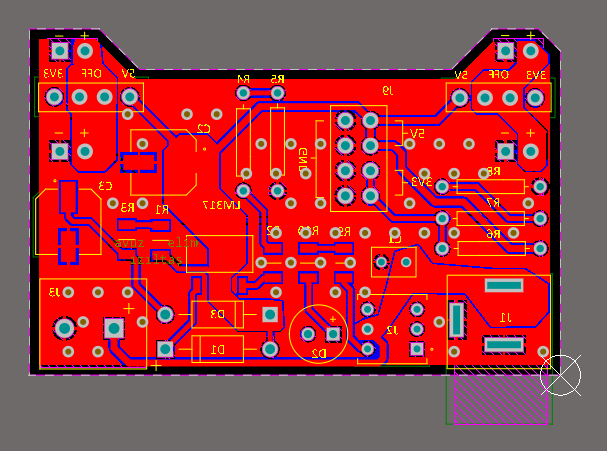 − +
− +
3V3 OFF 5V
5V OFF 3V3
R4 R5
J9
C2
5V
GND
− +
− +
3V3
R8
C3
R3 R1
LM317
R7
R2 R10 R9
R6
C1
J3
+
D3
+
J2
J1
D1
D2
+